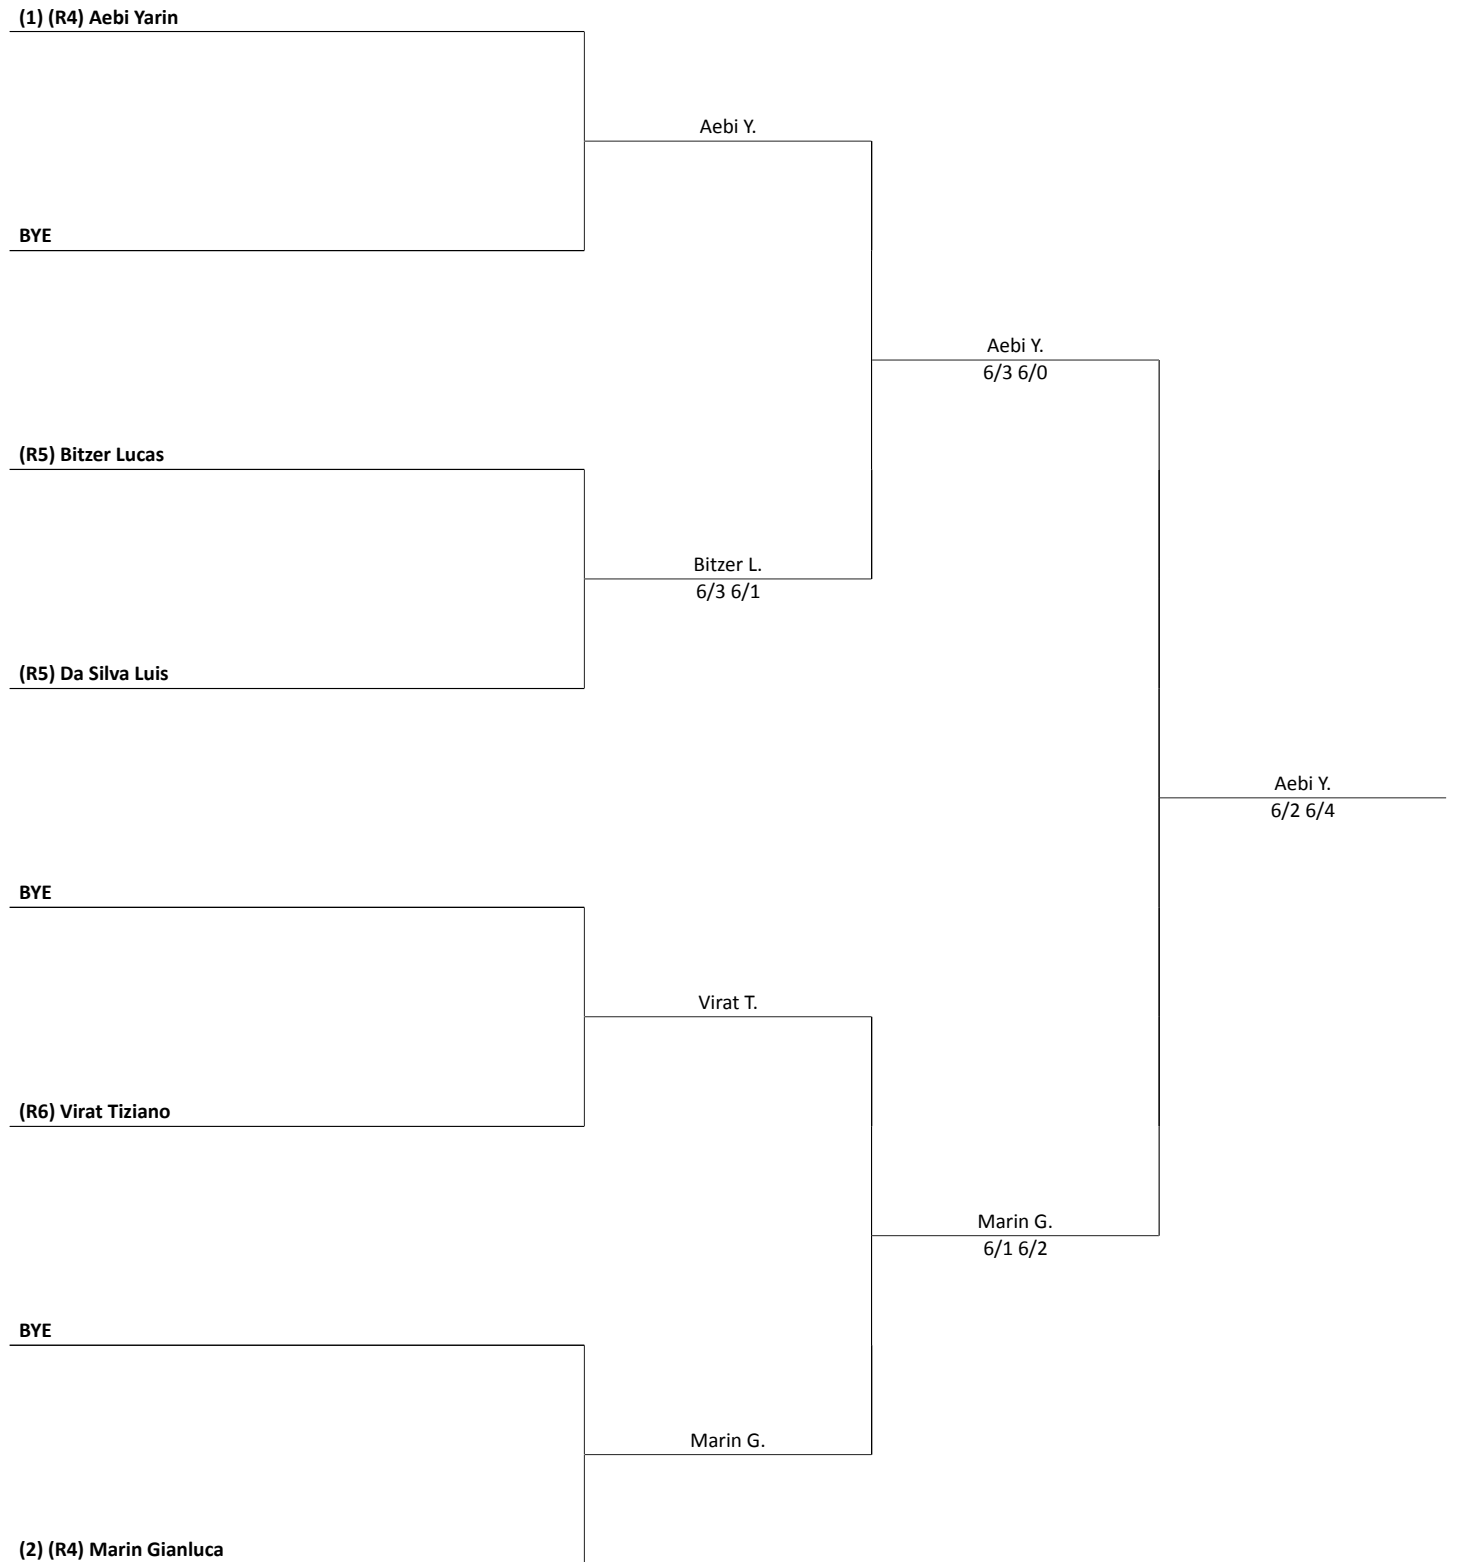 (1) (R4) Aebi Yarin
Aebi Y.
BYE
Aebi Y.
6/3 6/0
(R5) Bitzer Lucas
Bitzer L.
6/3 6/1
(R5) Da Silva Luis
Aebi Y.
6/2 6/4
BYE
Virat T.
(R6) Virat Tiziano
Marin G.
6/1 6/2
BYE
Marin G.
(2) (R4) Marin Gianluca